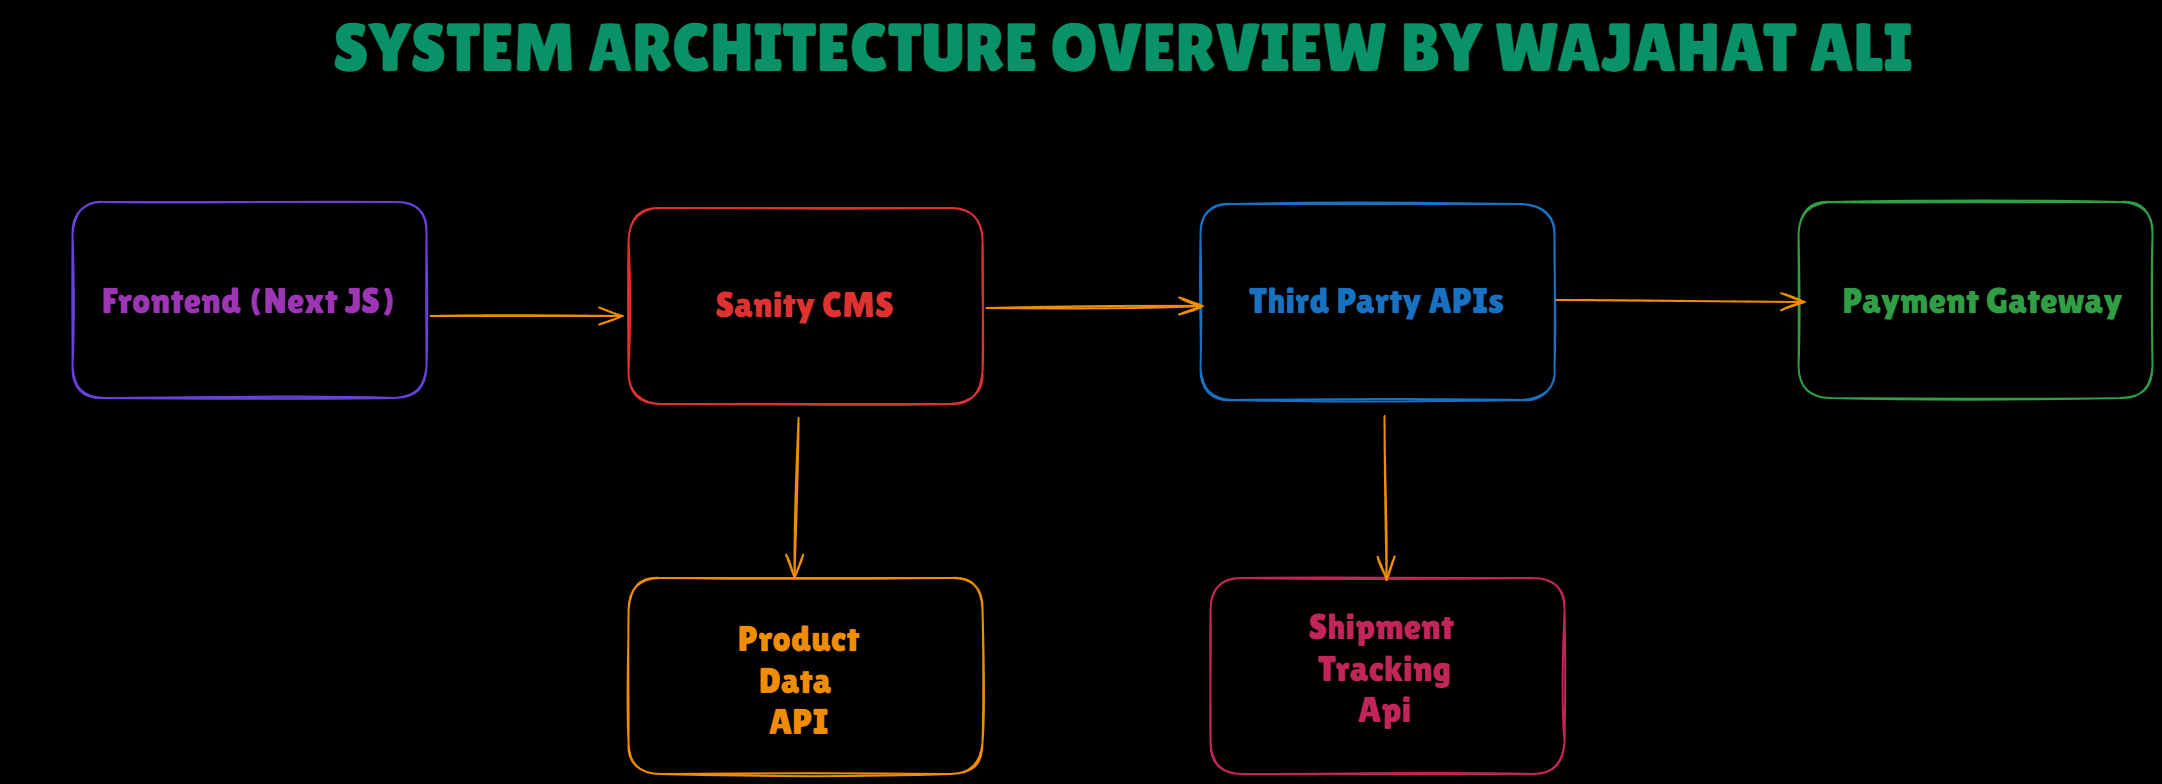 SYSTEM ARCHITECTURE OVERVIEW BY WAJAHAT ALI
Frontend (Next JS)
Sanity CMS
Third Party APIs
Payment Gateway
Product
Data
API
Shipment
Tracking
Api